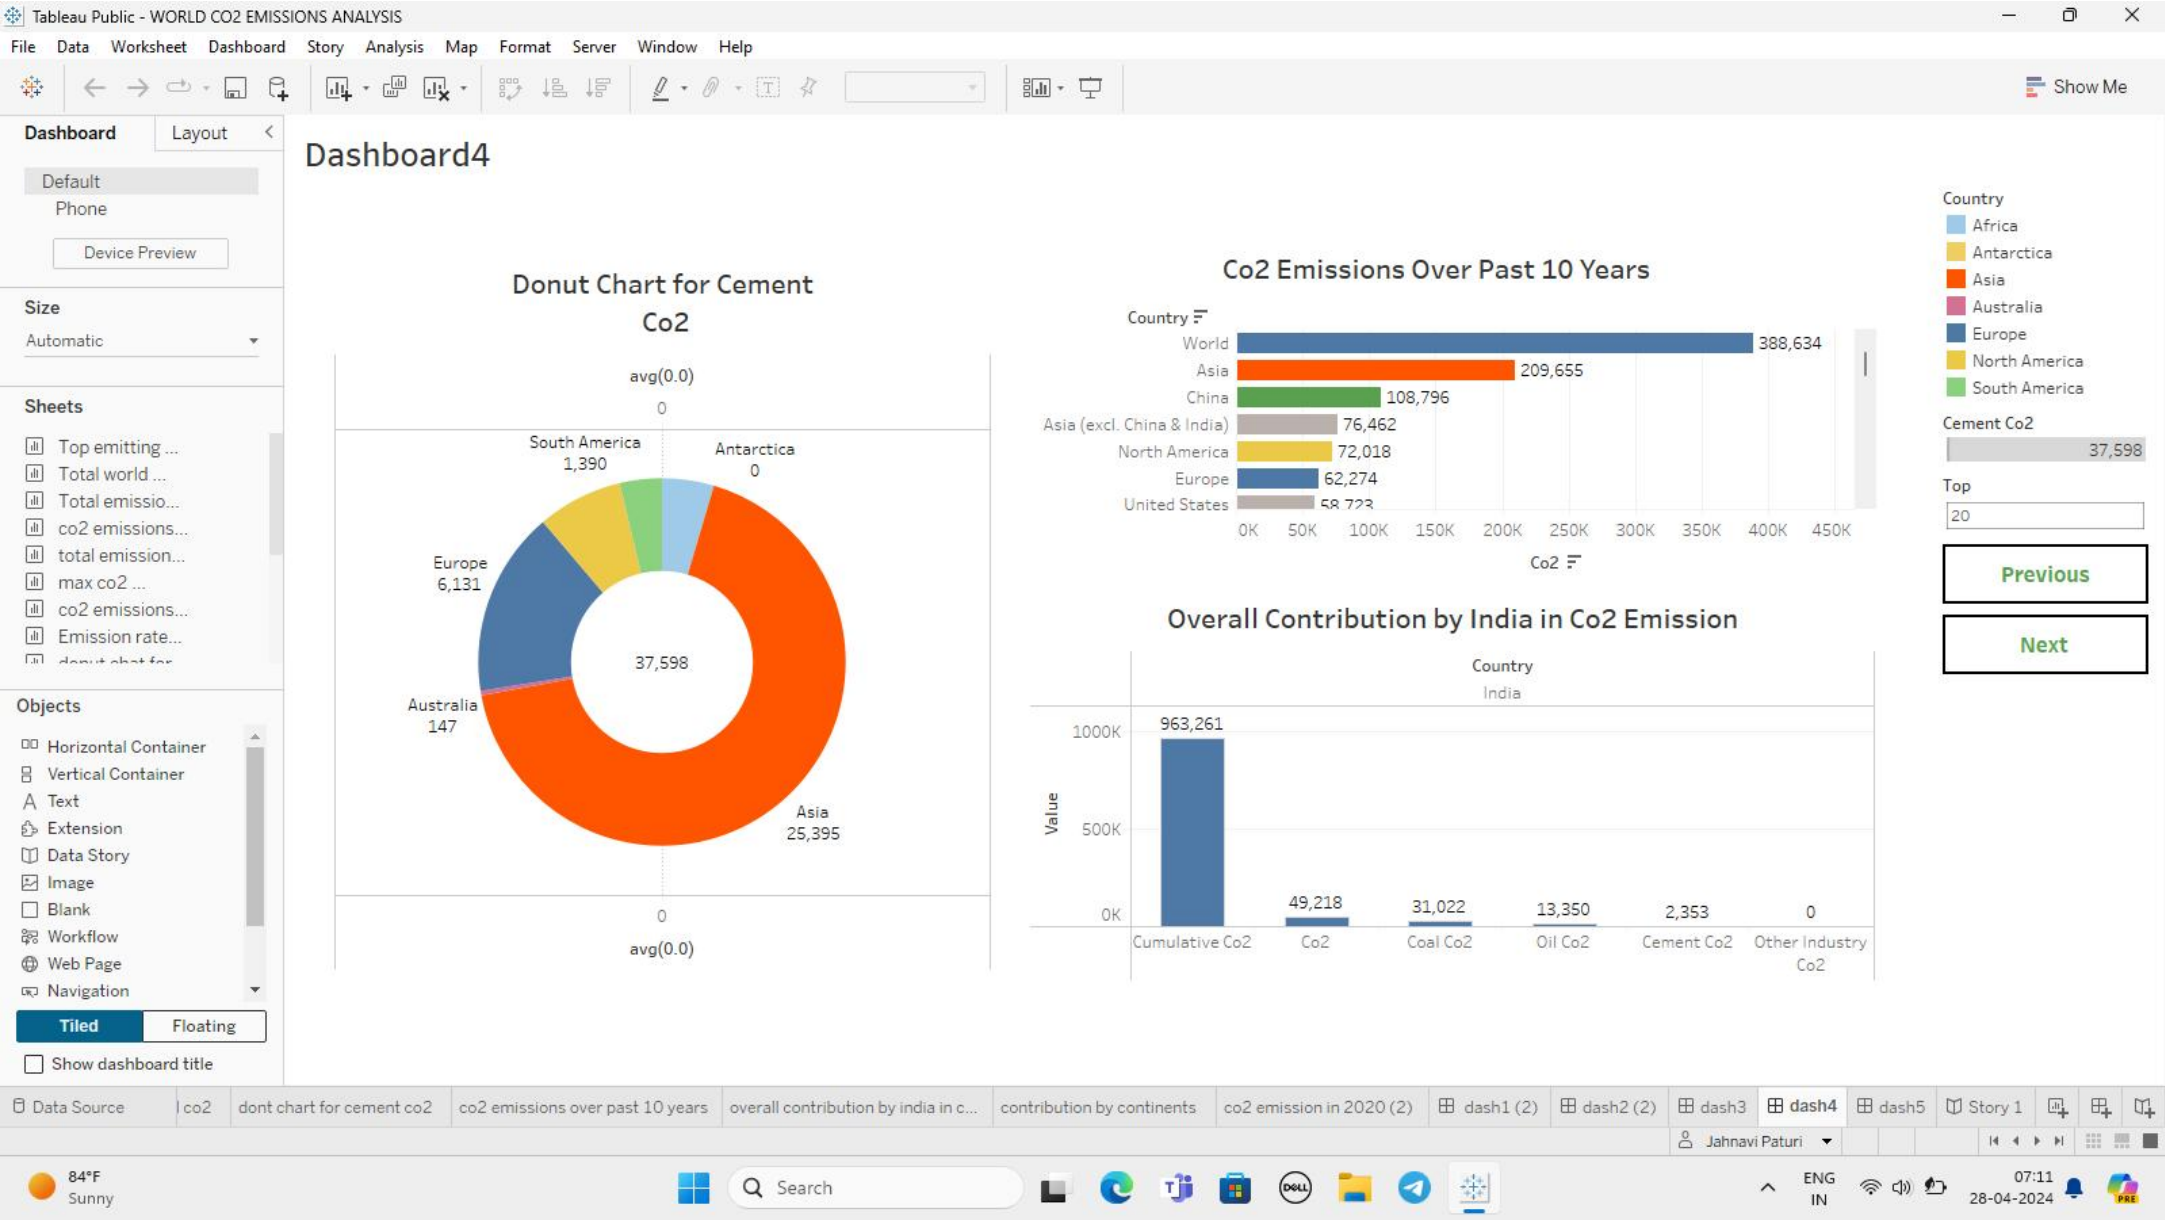 Tableau Public - WORLD CO2 EMISSIONS ANALYSIS
File Data Worksheet Dashboard Story Analysis Map Format Server Window Help
Show Me
Dashboard Layout
Default
Phone
Device Preview
Size
Automatic
Sheets
Top emitting ...
Total world ...
Total emissio...
co2 emissions...
total emission...
max co2 ...
co2 emissions...
Emission rate...
Objects
Horizontal Container
Vertical Container
Text
Extension
Data Story
Image
Blank
Workflow
Web Page
Navigation
Tiled Floating
Show dashboard title
Dashboard4
Donut Chart for Cement
Co2
avg(0.0)
0
South America
1,390
Antarctica
0
Europe
6,131
37,598
Australia
147
Asia
25,395
0
avg(0.0)
Co2 Emissions Over Past 10 Years
Country
World 388,634
Asia 209,655
China 108,796
Asia (excl. China & India) 76,462
North America 72,018
Europe 62,274
United States 58,723
0K 50K 100K 150K 200K 250K 300K 350K 400K 450K
Co2
Overall Contribution by India in Co2 Emission
Country
India
Value
1000K
500K
0K
963,261
49,218
31,022
13,350
2,353
0
Cumulative Co2 Co2 Coal Co2 Oil Co2 Cement Co2 Other Industry
Co2
Country
Africa
Antarctica
Asia
Australia
Europe
North America
South America
Cement Co2
37,598
Top
20
Previous
Next
Data Source l co2 dont chart for cement co2 co2 emissions over past 10 years overall contribution by india in c... contribution by continents co2 emission in 2020 (2) dash1 (2) dash2 (2) dash3 dash4 dash5 Story 1
Jahnavi Paturi
84°F
Sunny
Search
DELL
ENG
IN
07:11
28-04-2024
PRE